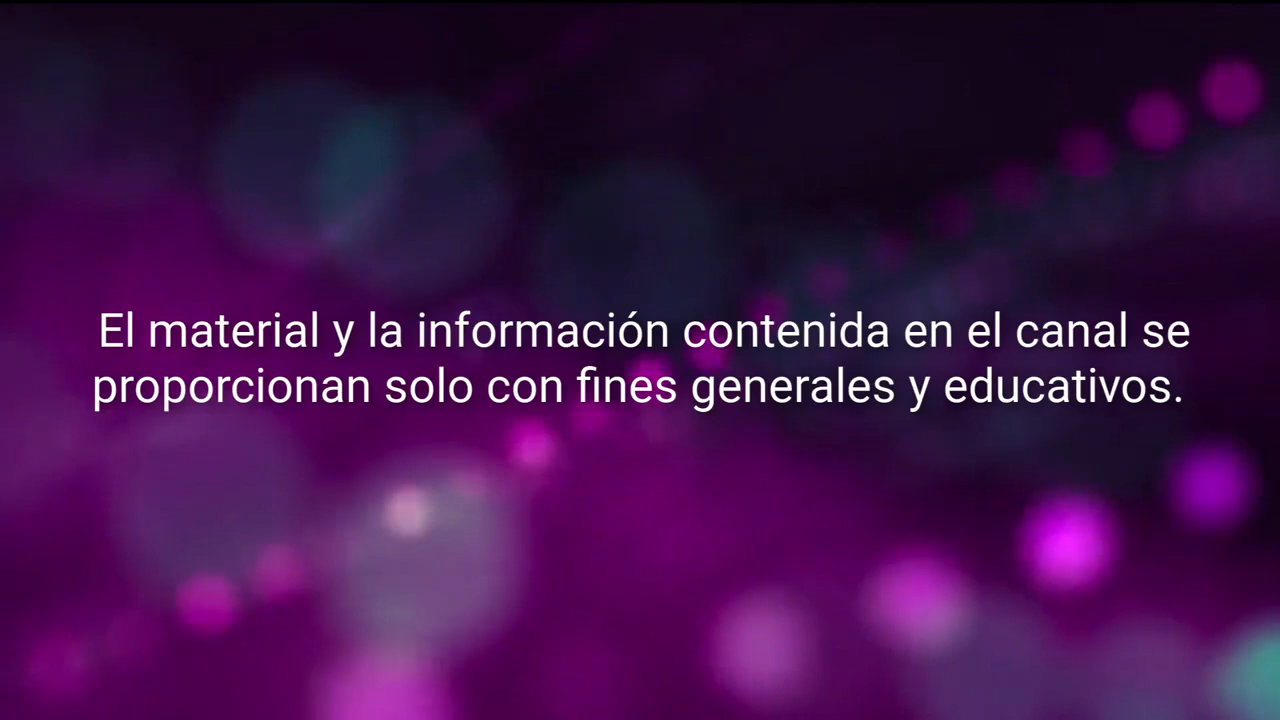 El material y la información contenida en el canal se
proporcionan solo con fines generales y educativos.